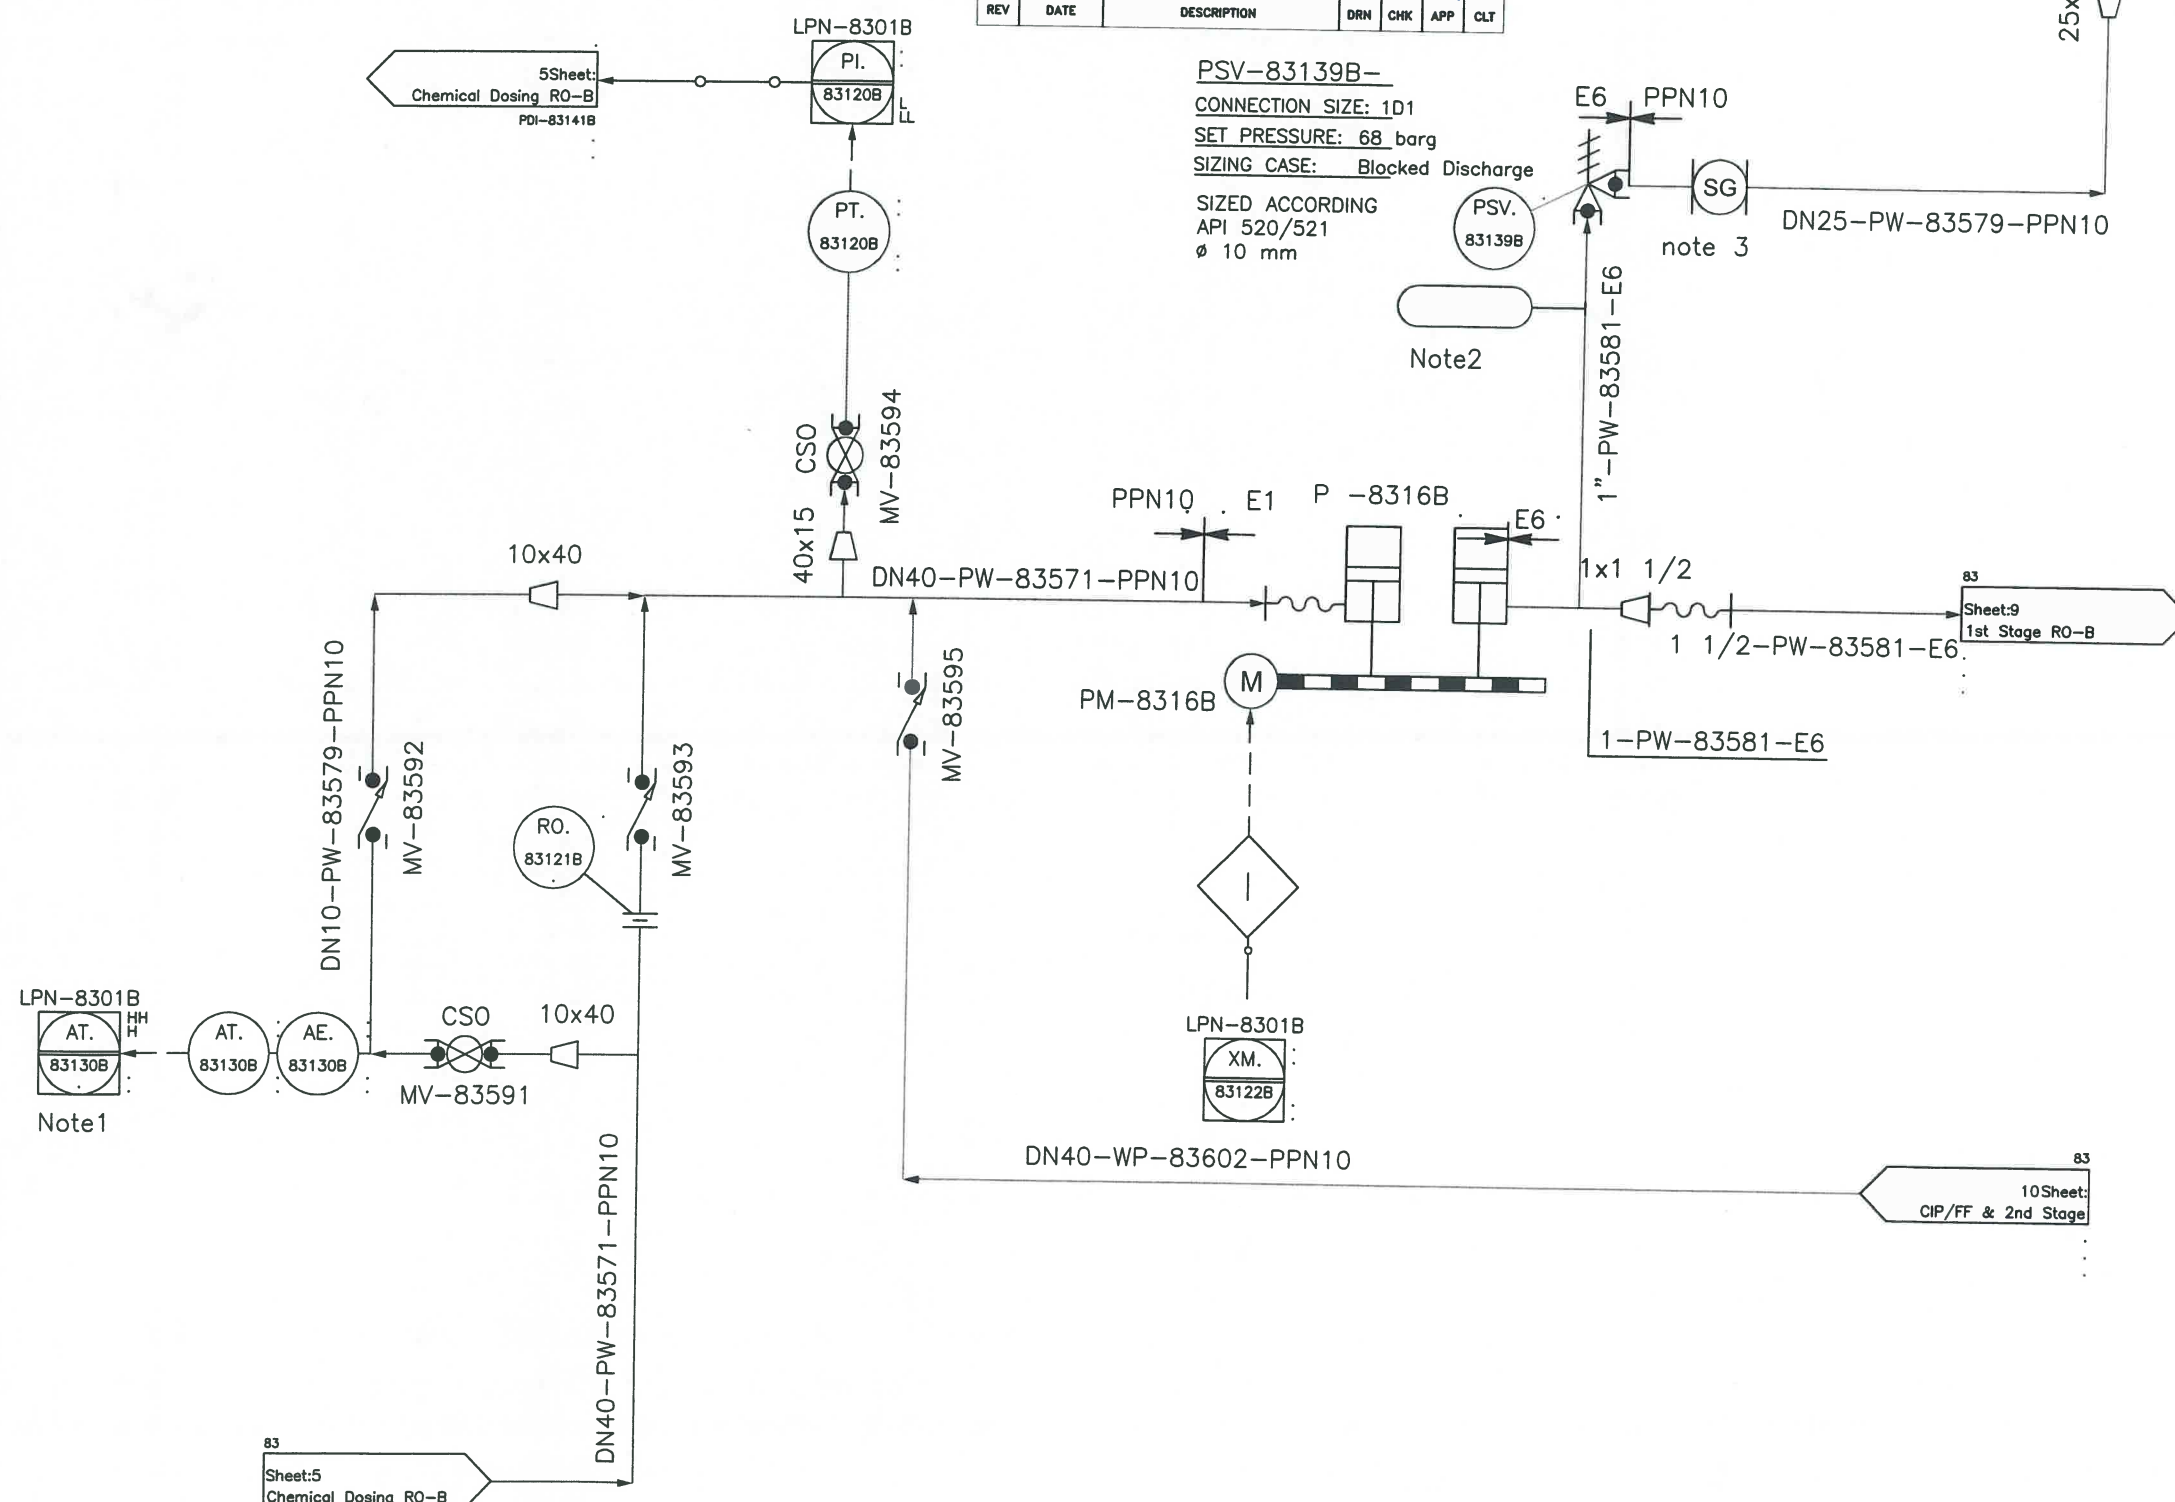 REV DATE DESCRIPTION DRN CHK APP CLT
LPN-8301B
PI.
83120B
LL
5Sheet:
Chemical Dosing RO-B
PDI-83141B
PT.
83120B
PSV-83139B-
CONNECTION SIZE: 1D1
SET PRESSURE: 68 barg
SIZING CASE: Blocked Discharge
SIZED ACCORDING
API 520/521
ø 10 mm
E6 PPN10
PSV.
83139B
SG
note 3
DN25-PW-83579-PPN10
Note2
1"-PW-83581-E6
CSO
MV-83594
40x15
10x40
DN40-PW-83571-PPN10
PPN10
E1
P -8316B
E6
1x1 1/2
83
Sheet:9
1st Stage RO-B
1 1/2-PW-83581-E6
1-PW-83581-E6
M
PM-8316B
MV-83595
DN10-PW-83579-PPN10
MV-83592
MV-83593
RO.
83121B
I
LPN-8301B
XM.
83122B
LPN-8301B
HH
H
AT.
83130B
Note1
AT.
83130B
AE.
83130B
CSO
MV-83591
10x40
DN40-PW-83571-PPN10
DN40-WP-83602-PPN10
83
10Sheet:
CIP/FF & 2nd Stage
83
Sheet:5
Chemical Dosing RO-B